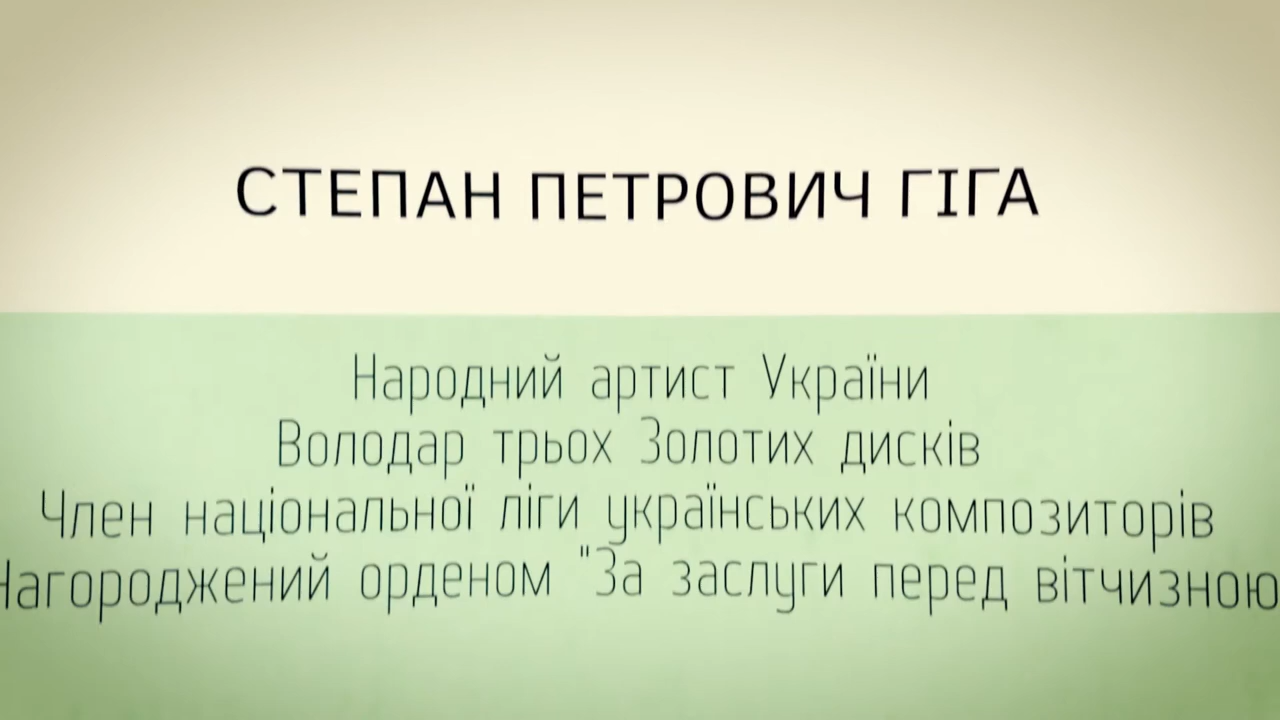 СТЕПАН ПЕТРОВИЧ ГІГА
Народний артист України
Володар трьох Золотих дисків
Член національної ліги українських композиторів
Нагороджений орденом "За заслуги перед вітчизною